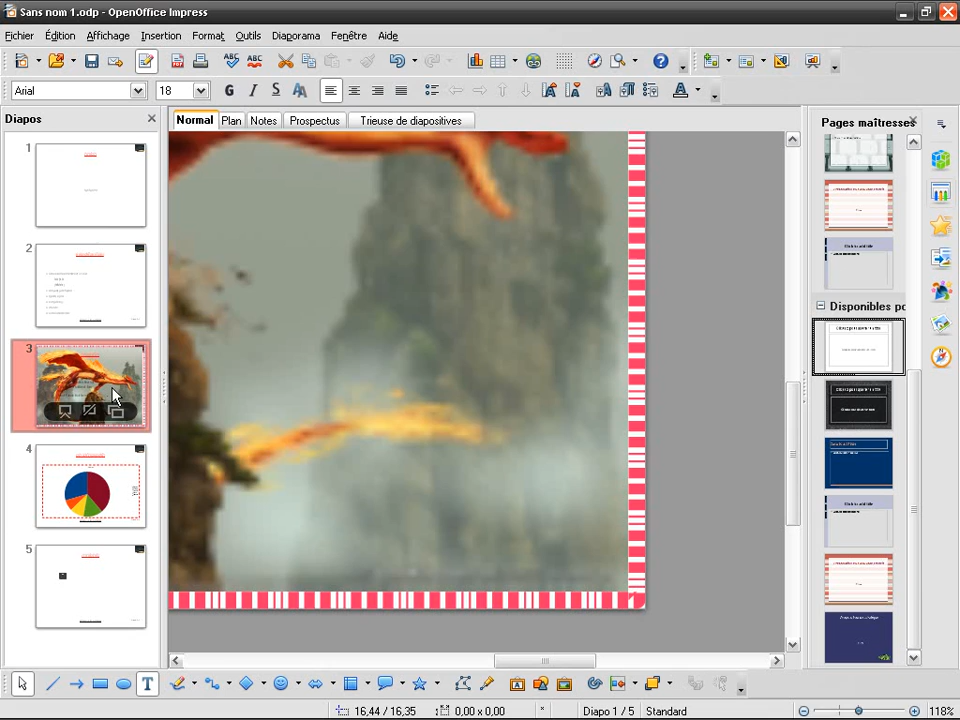 Sans nom 1.odp - OpenOffice Impress
Fichier Édition Affichage Insertion Format Outils Diaporama Fenêtre Aide
Arial 18 G I S
Diapos
Normal Plan Notes Prospectus Trieuse de diapositives
Pages maîtresses
1
2
3
4
5
Disponibles po
16,44 / 16,35 0,00 x 0,00 * Diapo 1 / 5 Standard 118%